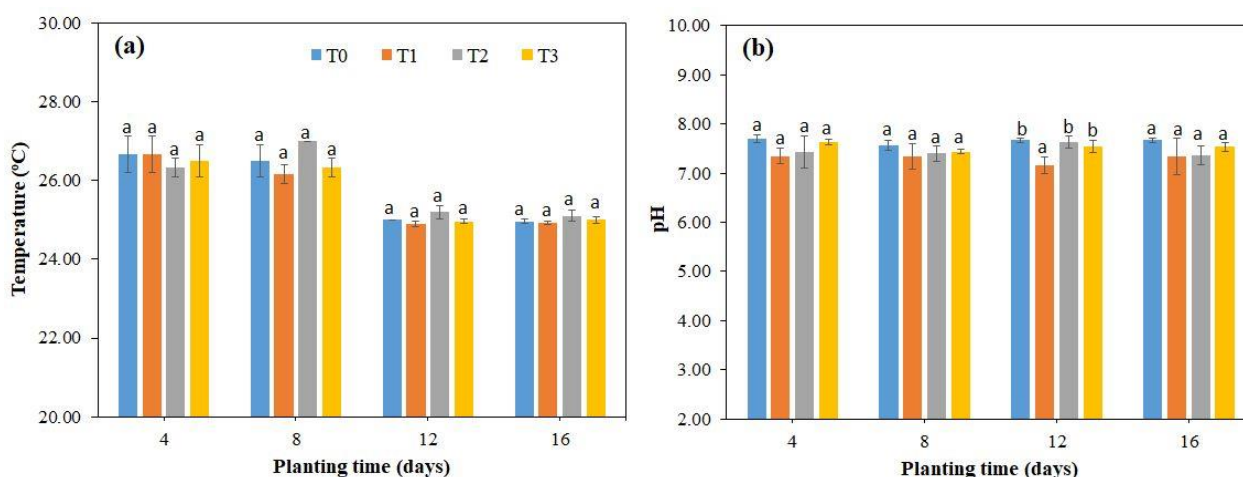 (a)
T0 T1 T2 T3
30.00
28.00
26.00
24.00
22.00
20.00
Temperature (ºC)
a a a a a a a a a a a a a a a a
4 8 12 16
Planting time (days)
(b)
10.00
9.00
8.00
7.00
6.00
5.00
4.00
3.00
2.00
pH
a a a a a a a a b a b b a a a a
4 8 12 16
Planting time (days)